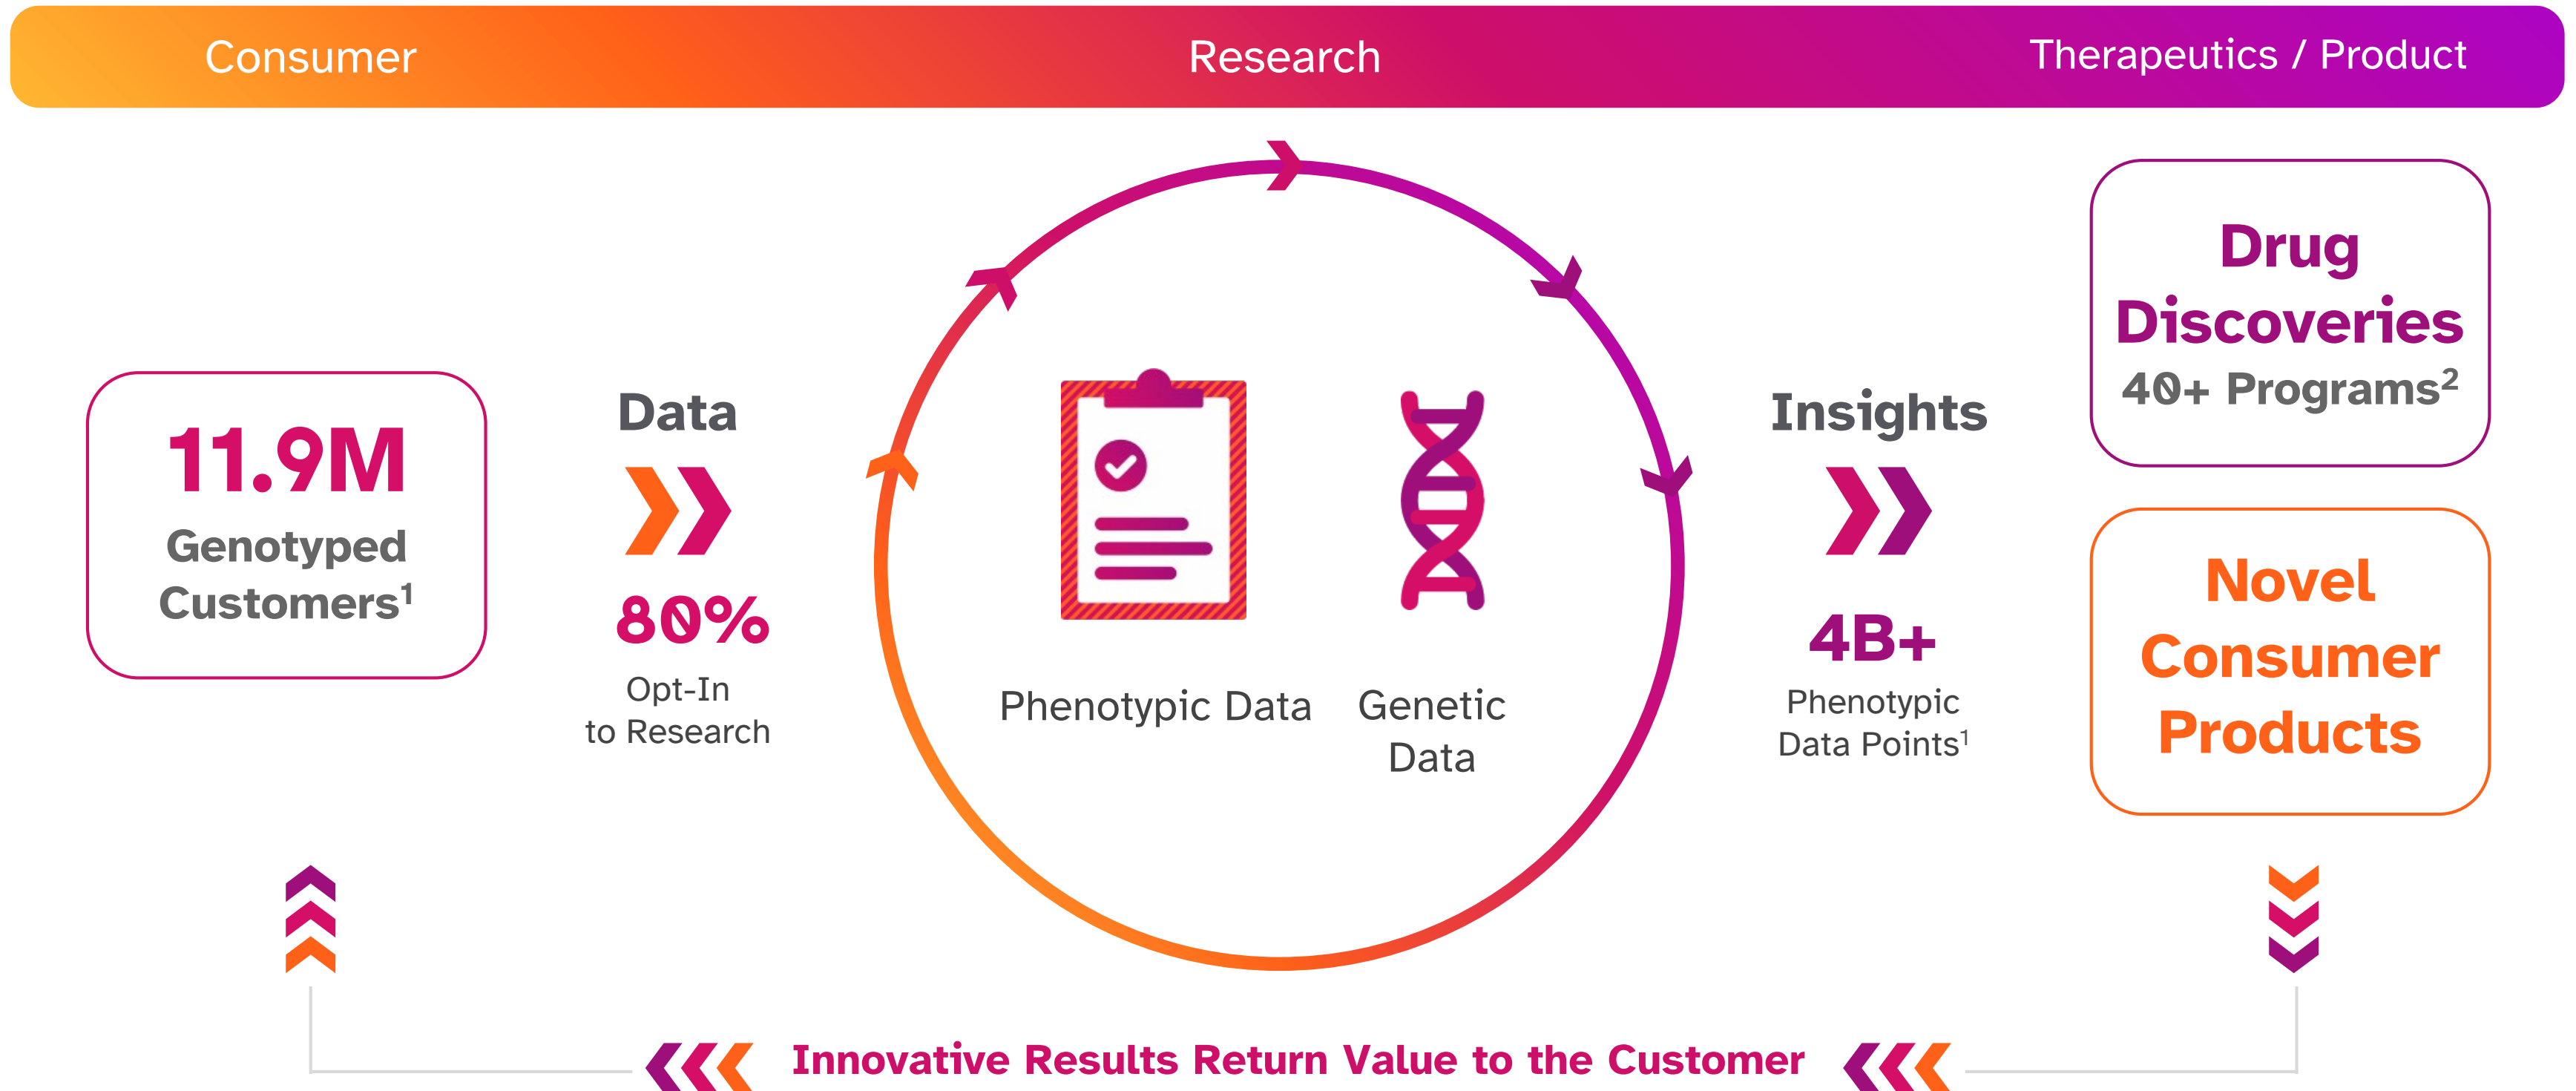 Consumer
Research
Therapeutics / Product
11.9M
Genotyped
Customers¹
Data
80%
Opt-In
to Research
Phenotypic Data
Genetic
Data
Insights
4B+
Phenotypic
Data Points¹
Drug
Discoveries
40+ Programs²
Novel
Consumer
Products
Innovative Results Return Value to the Customer